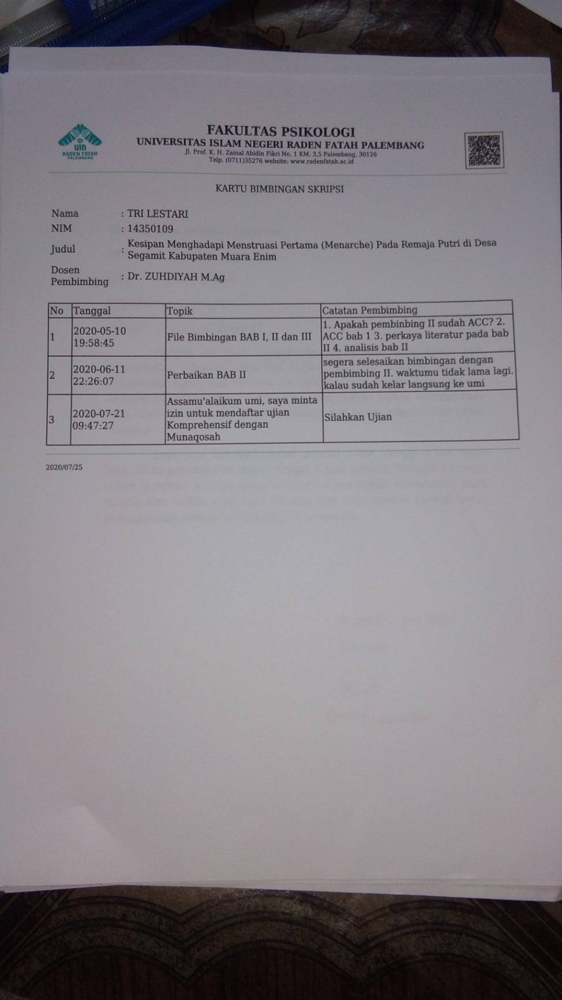 FAKULTAS PSIKOLOGI
UNIVERSITAS ISLAM NEGERI RADEN FATAH PALEMBANG
Jl. Prof. K. H. Zainal Abidin Fikri No. 1 KM. 3,5 Palembang, 30126
Telp. (0711)35276 website: www.radenfatah.ac.id
uin
RADEN FATAH
PALEMBANG
KARTU BIMBINGAN SKRIPSI
Nama : TRI LESTARI
NIM : 14350109
Judul : Kesipan Menghadapi Menstruasi Pertama (Menarche) Pada Remaja Putri di Desa
Segamit Kabupaten Muara Enim
Dosen
Pembimbing : Dr. ZUHDIYAH M.Ag
No Tanggal Topik Catatan Pembimbing
1 2020-05-10
19:58:45
File Bimbingan BAB I, II dan III
1. Apakah pembinbing II sudah ACC? 2.
ACC bab 1 3. perkaya literatur pada bab
II 4. analisis bab II
2 2020-06-11
22:26:07
Perbaikan BAB II
segera selesaikan bimbingan dengan
pembimbing II. waktumu tidak lama lagi.
kalau sudah kelar langsung ke umi
3 2020-07-21
09:47:27
Assamu'alaikum umi, saya minta
izin untuk mendaftar ujian
Komprehensif dengan
Munaqosah
Silahkan Ujian
2020/07/25